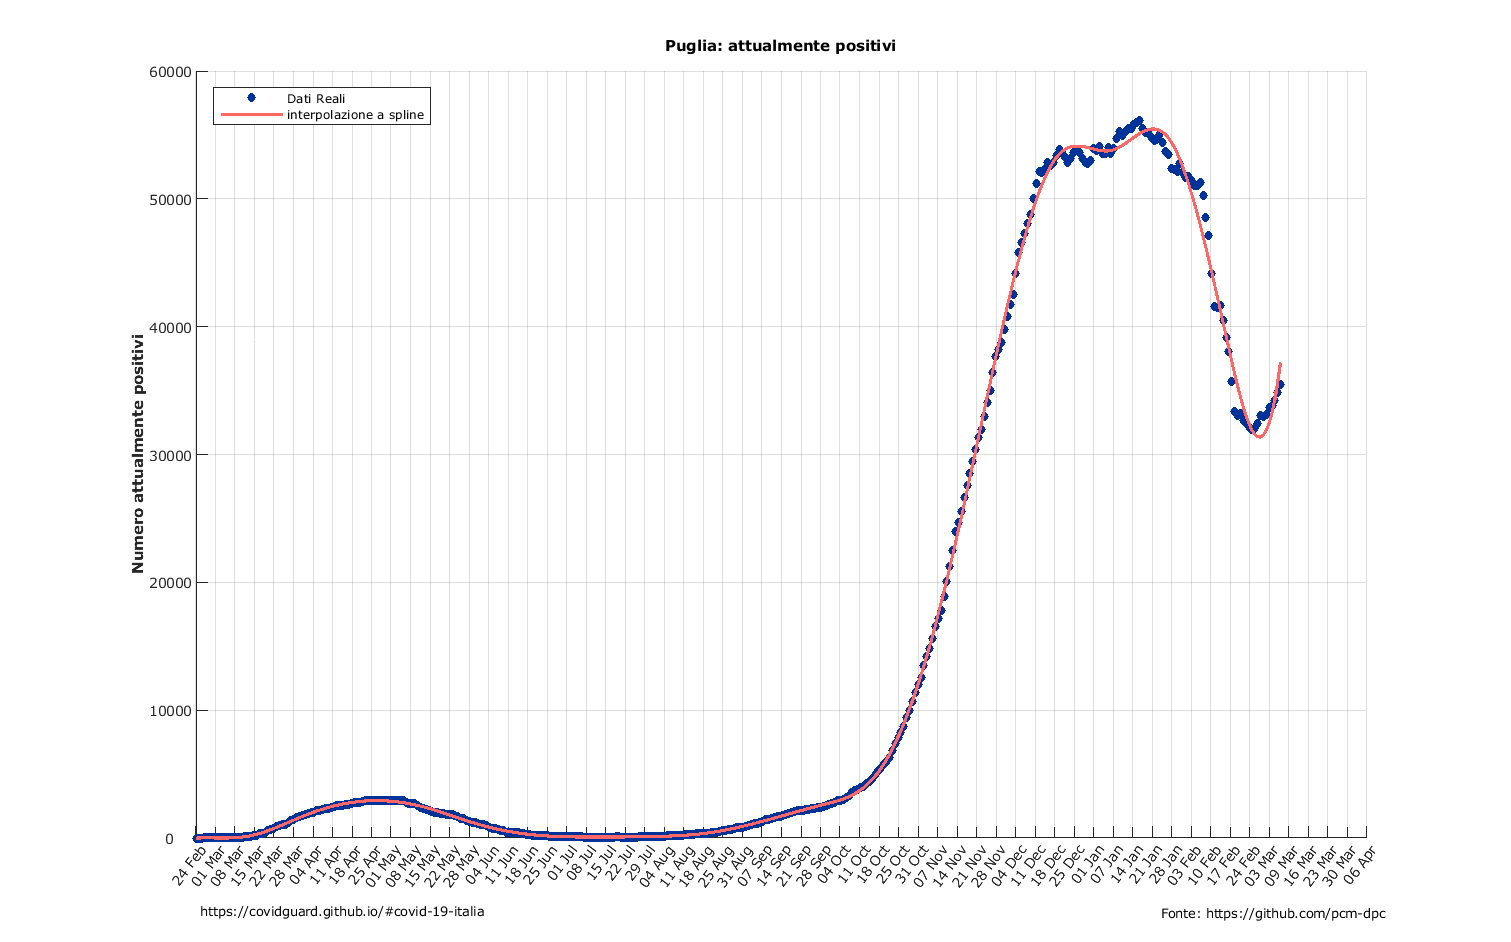 Puglia: attualmente positivi
60000
50000
40000
30000
20000
10000
0
Numero attualmente positivi
Dati Reali
interpolazione a spline
24 Feb
01 Mar
08 Mar
15 Mar
22 Mar
28 Mar
04 Apr
11 Apr
18 Apr
25 Apr
01 May
08 May
15 May
22 May
28 May
04 Jun
11 Jun
18 Jun
25 Jun
01 Jul
08 Jul
15 Jul
22 Jul
29 Jul
04 Aug
11 Aug
18 Aug
25 Aug
31 Aug
07 Sep
14 Sep
21 Sep
28 Sep
04 Oct
11 Oct
18 Oct
25 Oct
31 Oct
07 Nov
14 Nov
21 Nov
28 Nov
04 Dec
11 Dec
18 Dec
25 Dec
01 Jan
07 Jan
14 Jan
21 Jan
28 Jan
03 Feb
10 Feb
17 Feb
24 Feb
03 Mar
09 Mar
16 Mar
23 Mar
30 Mar
06 Apr
https://covidguard.github.io/#covid-19-italia
Fonte: https://github.com/pcm-dpc